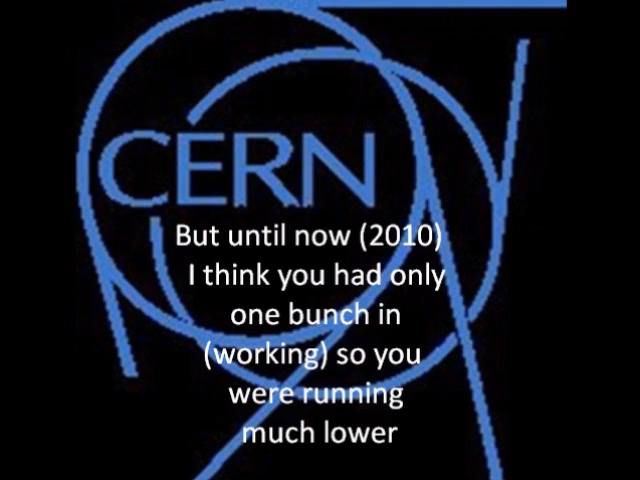 CERN
But until now (2010)
I think you had only
one bunch in
(working) so you
were running
much lower